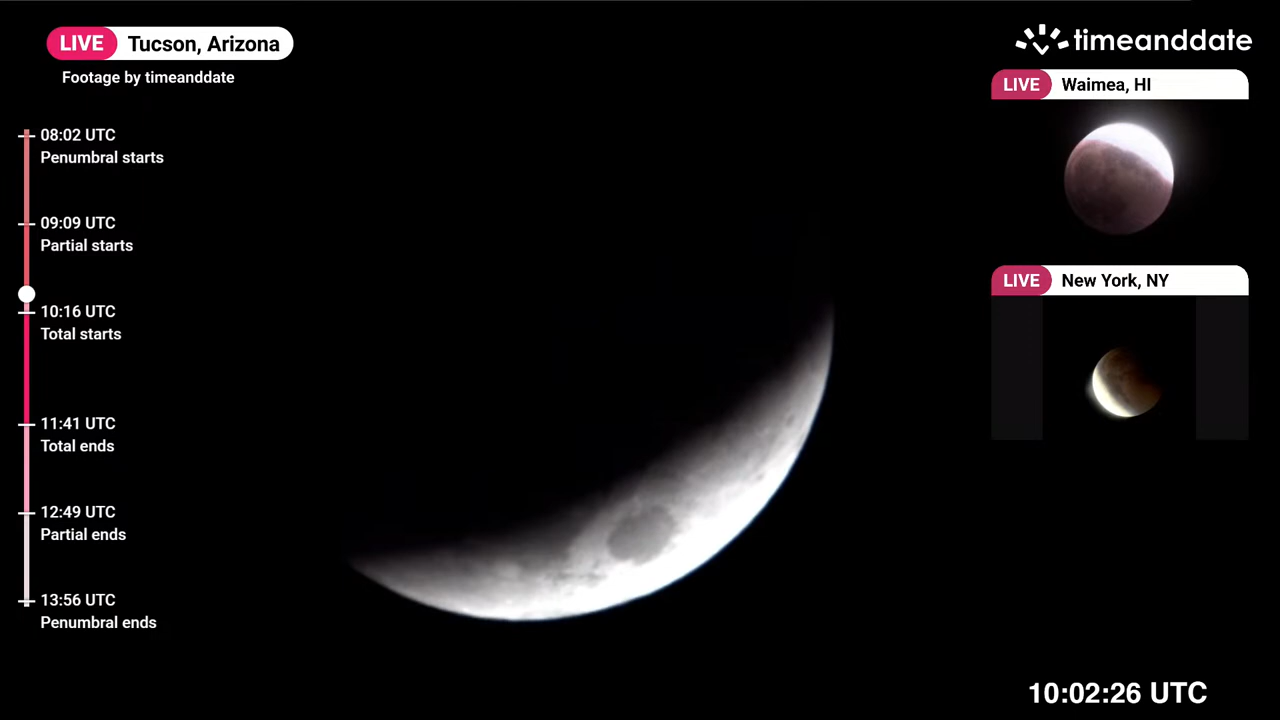 LIVE Tucson, Arizona
Footage by timeanddate
08:02 UTC
Penumbral starts
09:09 UTC
Partial starts
10:16 UTC
Total starts
11:41 UTC
Total ends
12:49 UTC
Partial ends
13:56 UTC
Penumbral ends
timeanddate
LIVE Waimea, HI
LIVE New York, NY
10:02:26 UTC